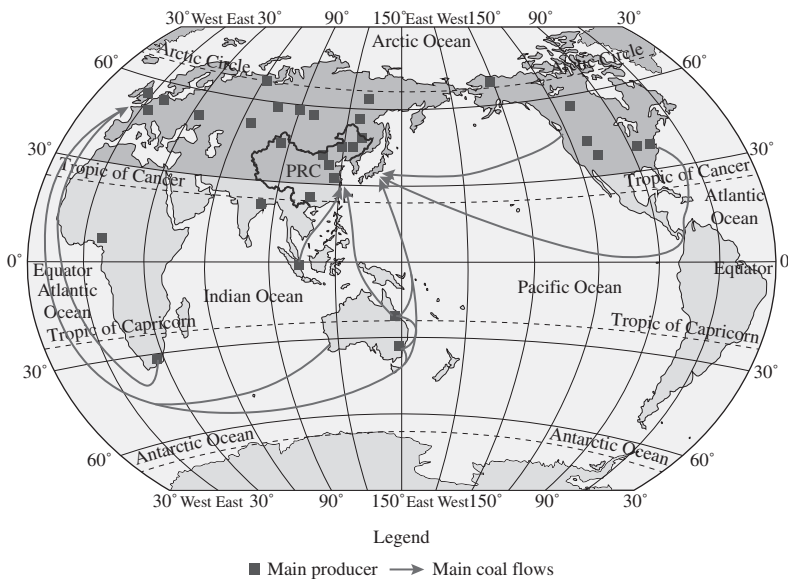 30° West East 30° 90° 150° East West 150° 90° 30°
Arctic Ocean
60° Arctic Circle Arctic Circle 60°
30° 30°
PRC
Tropic of Cancer Tropic of Cancer
Atlantic
Ocean
0° Equator Equator 0
Atlantic
Ocean
Indian Ocean Pacific Ocean
Tropic of Capricorn Tropic of Capricorn
30° 30°
Antarctic Ocean Antarctic Ocean
60° 60°
30° West East 30° 90° 150° East West 150° 90° 30°
Legend
Main producer Main coal flows